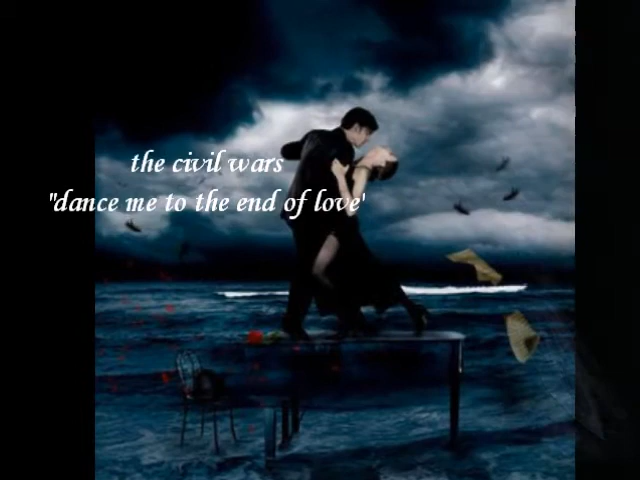 the civil wars
"dance me to the end of love'